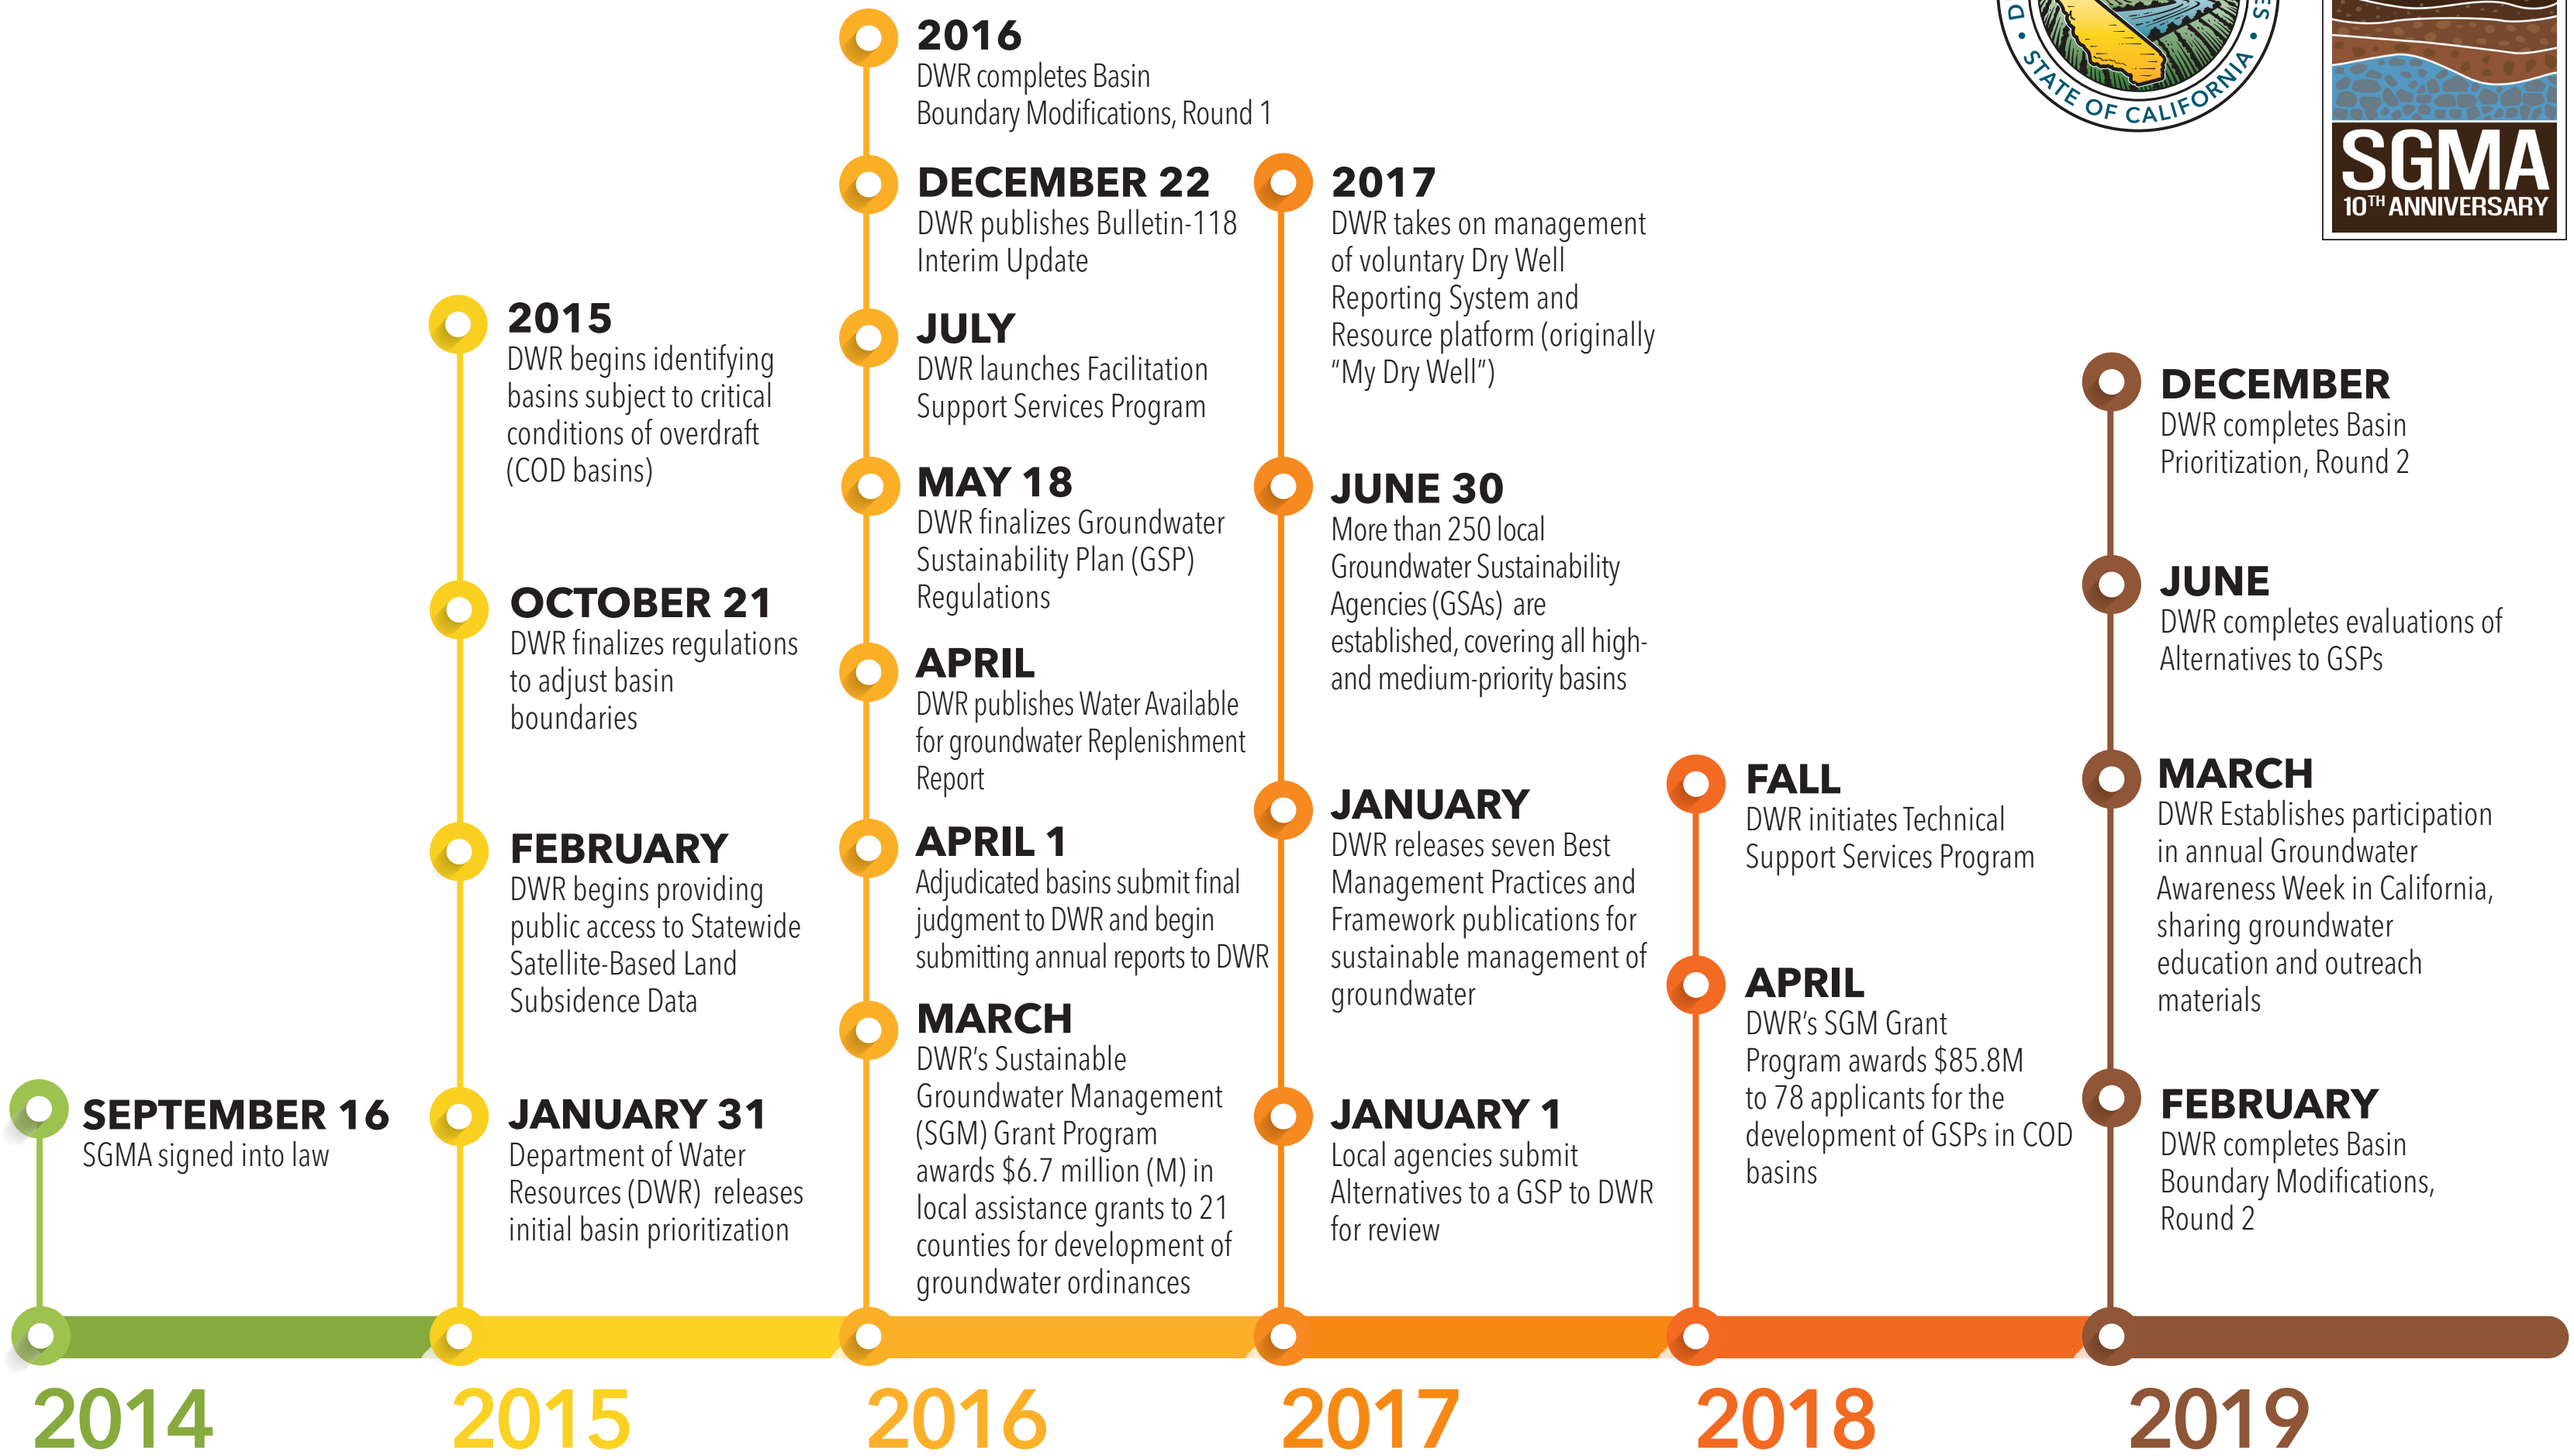 STATE OF CALIFORNIA
SGMA
10TH ANNIVERSARY
SEPTEMBER 16
SGMA signed into law
2015
DWR begins identifying
basins subject to critical
conditions of overdraft
(COD basins)
OCTOBER 21
DWR finalizes regulations
to adjust basin
boundaries
FEBRUARY
DWR begins providing
public access to Statewide
Satellite-Based Land
Subsidence Data
JANUARY 31
Department of Water
Resources (DWR) releases
initial basin prioritization
2016
DWR completes Basin
Boundary Modifications, Round 1
DECEMBER 22
DWR publishes Bulletin-118
Interim Update
JULY
DWR launches Facilitation
Support Services Program
MAY 18
DWR finalizes Groundwater
Sustainability Plan (GSP)
Regulations
APRIL
DWR publishes Water Available
for groundwater Replenishment
Report
APRIL 1
Adjudicated basins submit final
judgment to DWR and begin
submitting annual reports to DWR
MARCH
DWR's Sustainable
Groundwater Management
(SGM) Grant Program
awards $6.7 million (M) in
local assistance grants to 21
counties for development of
groundwater ordinances
2017
DWR takes on management
of voluntary Dry Well
Reporting System and
Resource platform (originally
“My Dry Well”)
JUNE 30
More than 250 local
Groundwater Sustainability
Agencies (GSAs) are
established, covering all high-
and medium-priority basins
JANUARY
DWR releases seven Best
Management Practices and
Framework publications for
sustainable management of
groundwater
JANUARY 1
Local agencies submit
Alternatives to a GSP to DWR
for review
FALL
DWR initiates Technical
Support Services Program
APRIL
DWR's SGM Grant
Program awards $85.8M
to 78 applicants for the
development of GSPs in COD
basins
DECEMBER
DWR completes Basin
Prioritization, Round 2
JUNE
DWR completes evaluations of
Alternatives to GSPs
MARCH
DWR Establishes participation
in annual Groundwater
Awareness Week in California,
sharing groundwater
education and outreach
materials
FEBRUARY
DWR completes Basin
Boundary Modifications,
Round 2
2014
2015
2016
2017
2018
2019